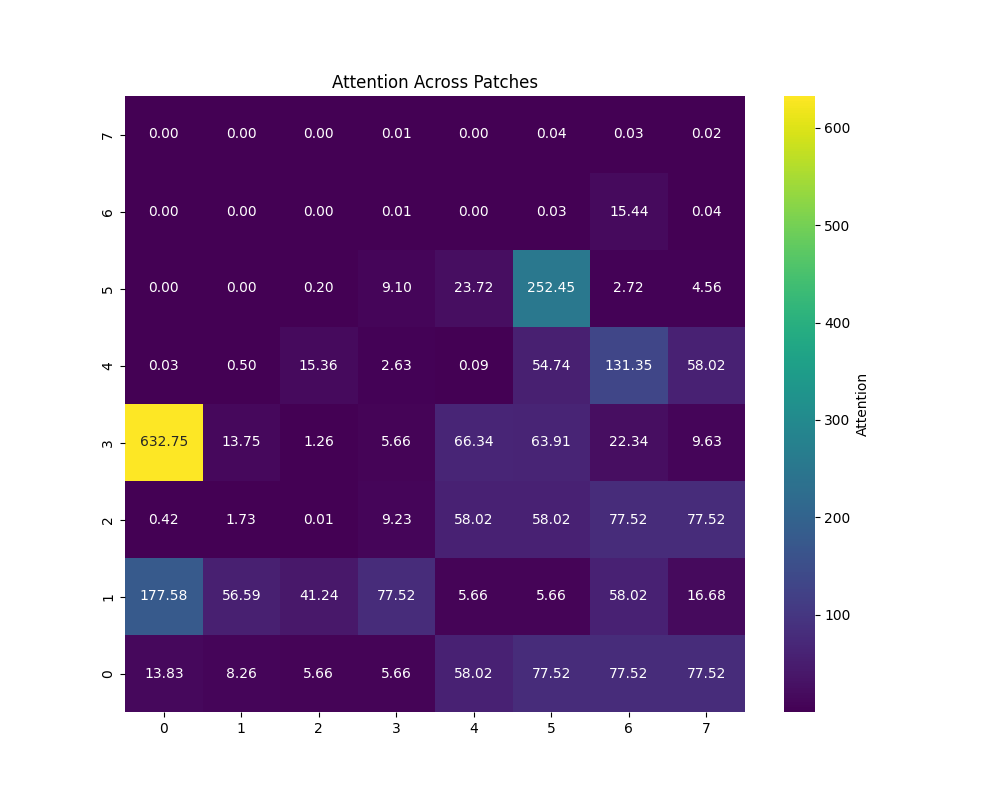 Attention Across Patches
7 0.00 0.00 0.00 0.01 0.00 0.04 0.03 0.02
6 0.00 0.00 0.00 0.01 0.00 0.03 15.44 0.04
5 0.00 0.00 0.20 9.10 23.72 252.45 2.72 4.56
4 0.03 0.50 15.36 2.63 0.09 54.74 131.35 58.02
3 632.75 13.75 1.26 5.66 66.34 63.91 22.34 9.63
2 0.42 1.73 0.01 9.23 58.02 58.02 77.52 77.52
1 177.58 56.59 41.24 77.52 5.66 5.66 58.02 16.68
0 13.83 8.26 5.66 5.66 58.02 77.52 77.52 77.52
0 1 2 3 4 5 6 7
600
500
400
300
200
100
Attention